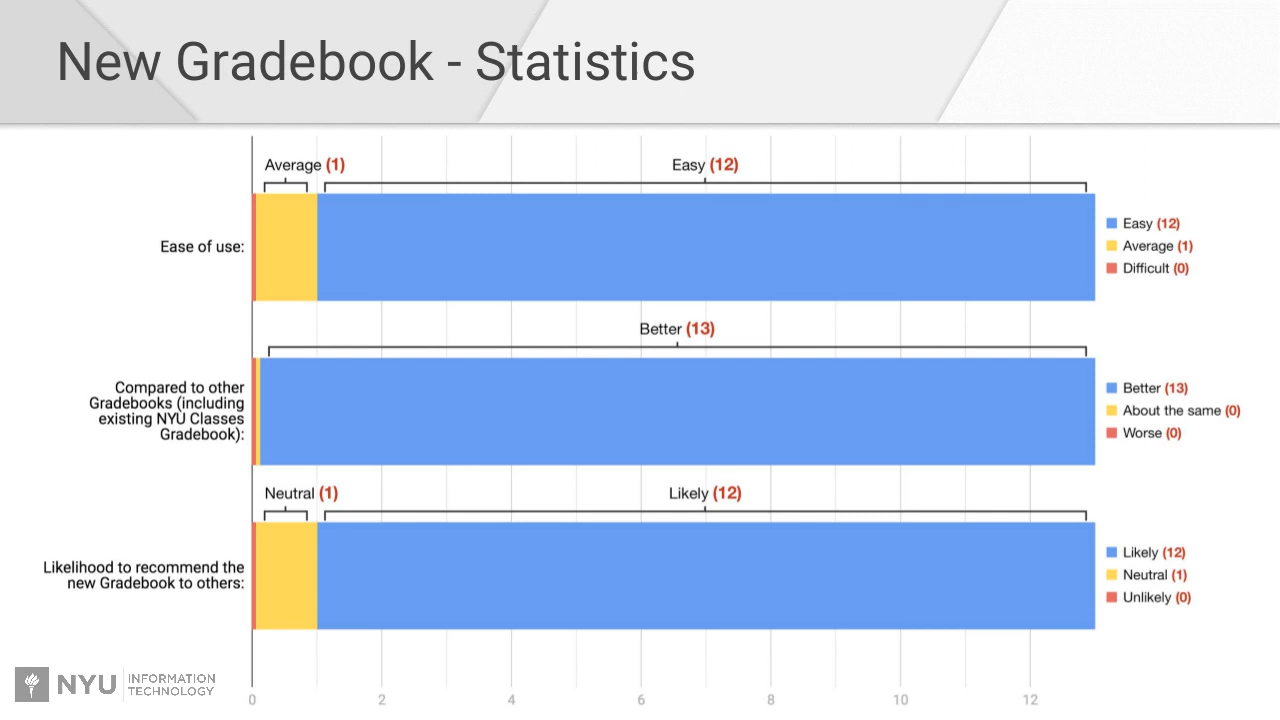 New Gradebook - Statistics
Average (1)
Easy (12)
Ease of use:
Easy (12)
Average (1)
Difficult (0)
Better (13)
Compared to other
Gradebooks (including
existing NYU Classes
Gradebook):
Better (13)
About the same (0)
Worse (0)
Neutral (1)
Likely (12)
Likelihood to recommend the
new Gradebook to others:
Likely (12)
Neutral (1)
Unlikely (0)
NYU
INFORMATION
TECHNOLOGY
0 2 4 6 8 10 12